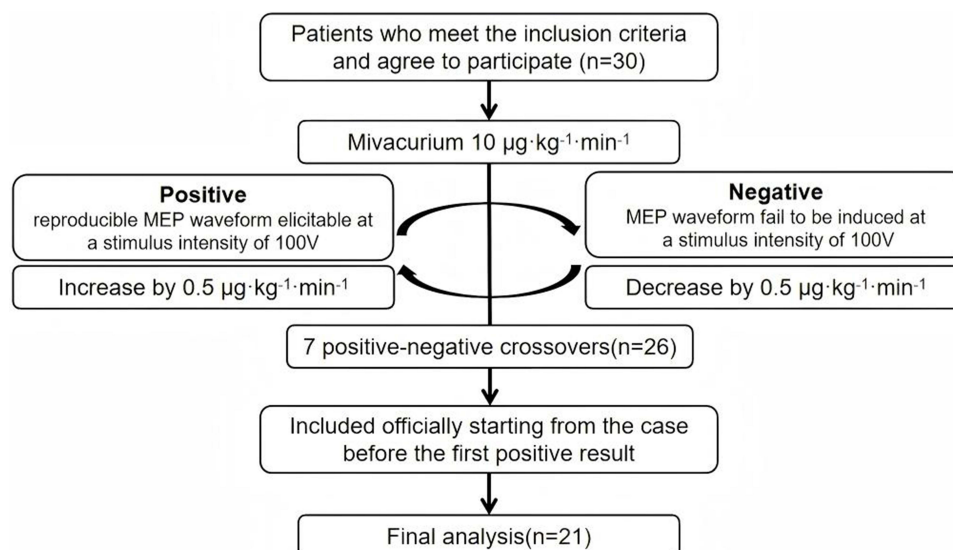 Patients who meet the inclusion criteria
and agree to participate (n=30)
Mivacurium 10 μg·kg⁻¹·min⁻¹
Positive
reproducible MEP waveform elicitable at
a stimulus intensity of 100V
Increase by 0.5 μg·kg⁻¹·min⁻¹
Negative
MEP waveform fail to be induced at
a stimulus intensity of 100V
Decrease by 0.5 μg·kg⁻¹·min⁻¹
7 positive-negative crossovers(n=26)
Included officially starting from the case
before the first positive result
Final analysis(n=21)